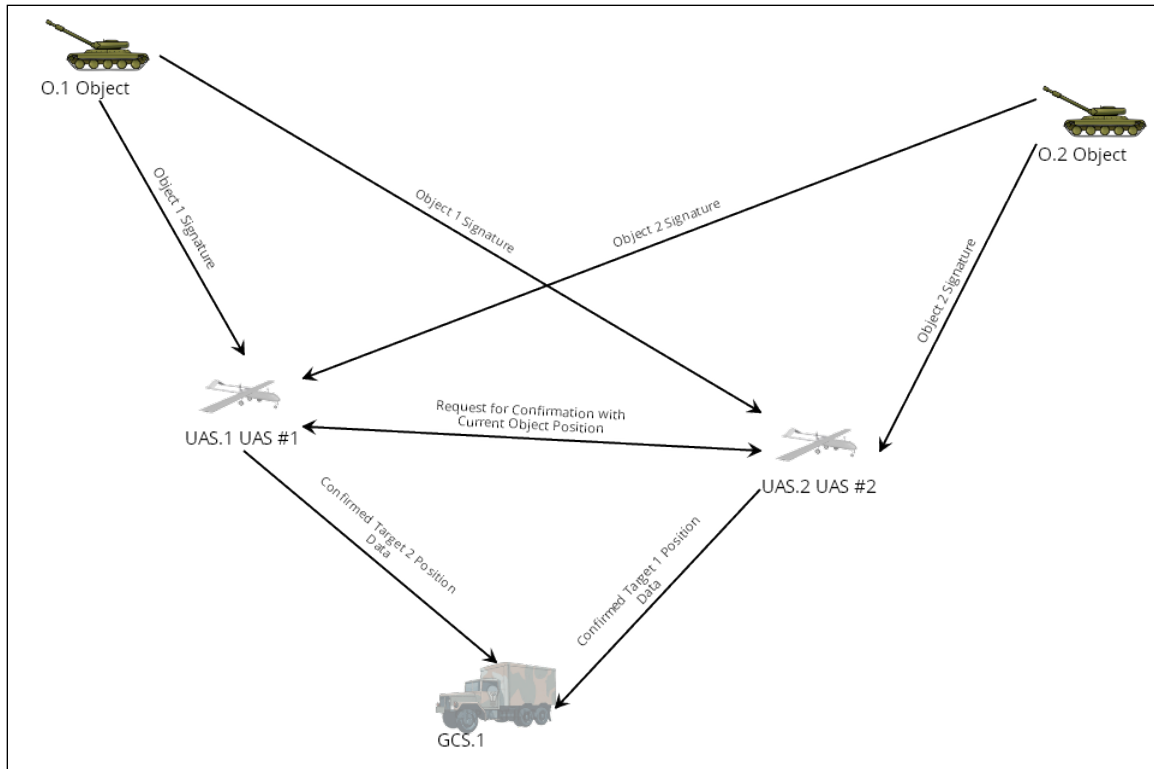 O.1 Object
O.2 Object
Object 1 Signature
Object 1 Signature
Object 2 Signature
Object 2 Signature
Request for Confirmation with
Current Object Position
UAS.1 UAS #1
UAS.2 UAS #2
Confirmed Target 2 Position
Data
Confirmed Target 1 Position
Data
GCS.1